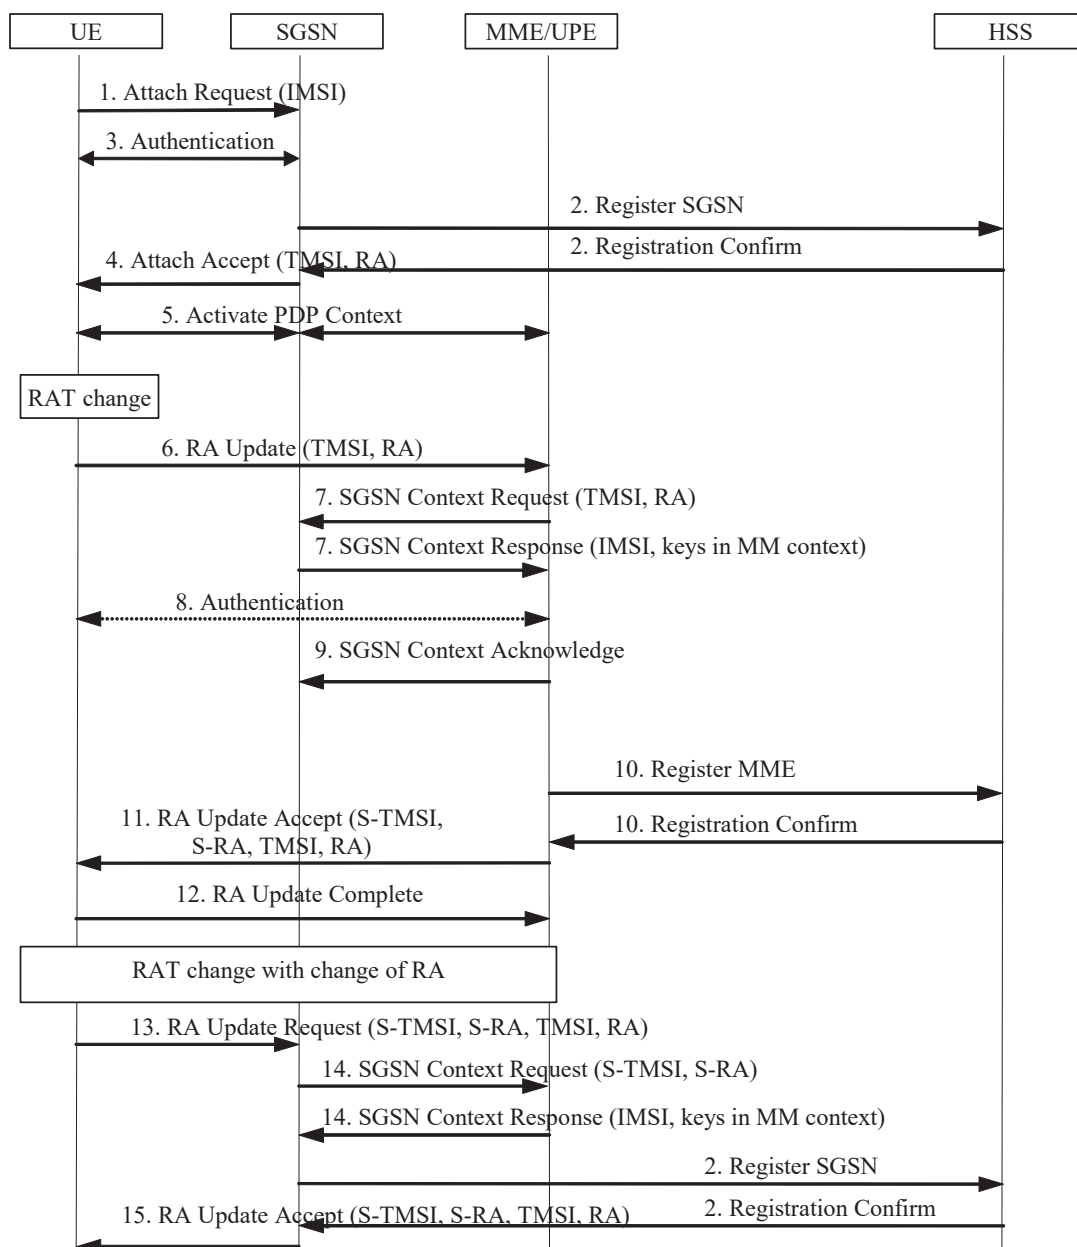 UE
SGSN
MME/UPE
HSS
1. Attach Request (IMSI)
3. Authentication
2. Register SGSN
2. Registration Confirm
4. Attach Accept (TMSI, RA)
5. Activate PDP Context
RAT change
6. RA Update (TMSI, RA)
7. SGSN Context Request (TMSI, RA)
7. SGSN Context Response (IMSI, keys in MM context)
8. Authentication
9. SGSN Context Acknowledge
10. Register MME
11. RA Update Accept (S-TMSI,
S-RA, TMSI, RA)
10. Registration Confirm
12. RA Update Complete
RAT change with change of RA
13. RA Update Request (S-TMSI, S-RA, TMSI, RA)
14. SGSN Context Request (S-TMSI, S-RA)
14. SGSN Context Response (IMSI, keys in MM context)
2. Register SGSN
2. Registration Confirm
15. RA Update Accept (S-TMSI, S-RA, TMSI, RA)